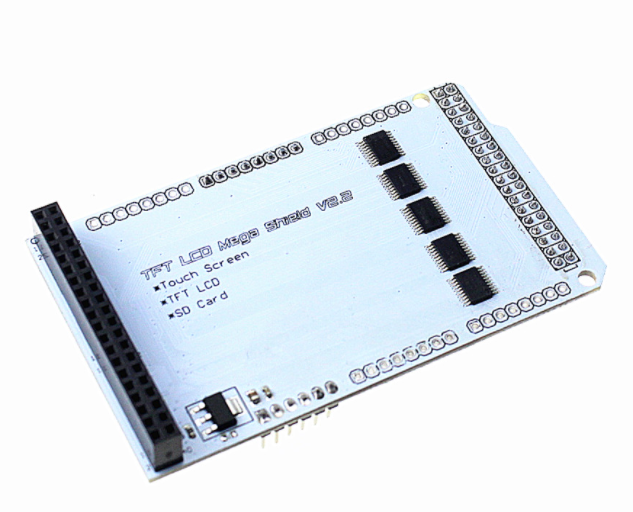 TFT LCD Mega Shield V2.2
*Touch Screen
*TFT LCD
*SD Card